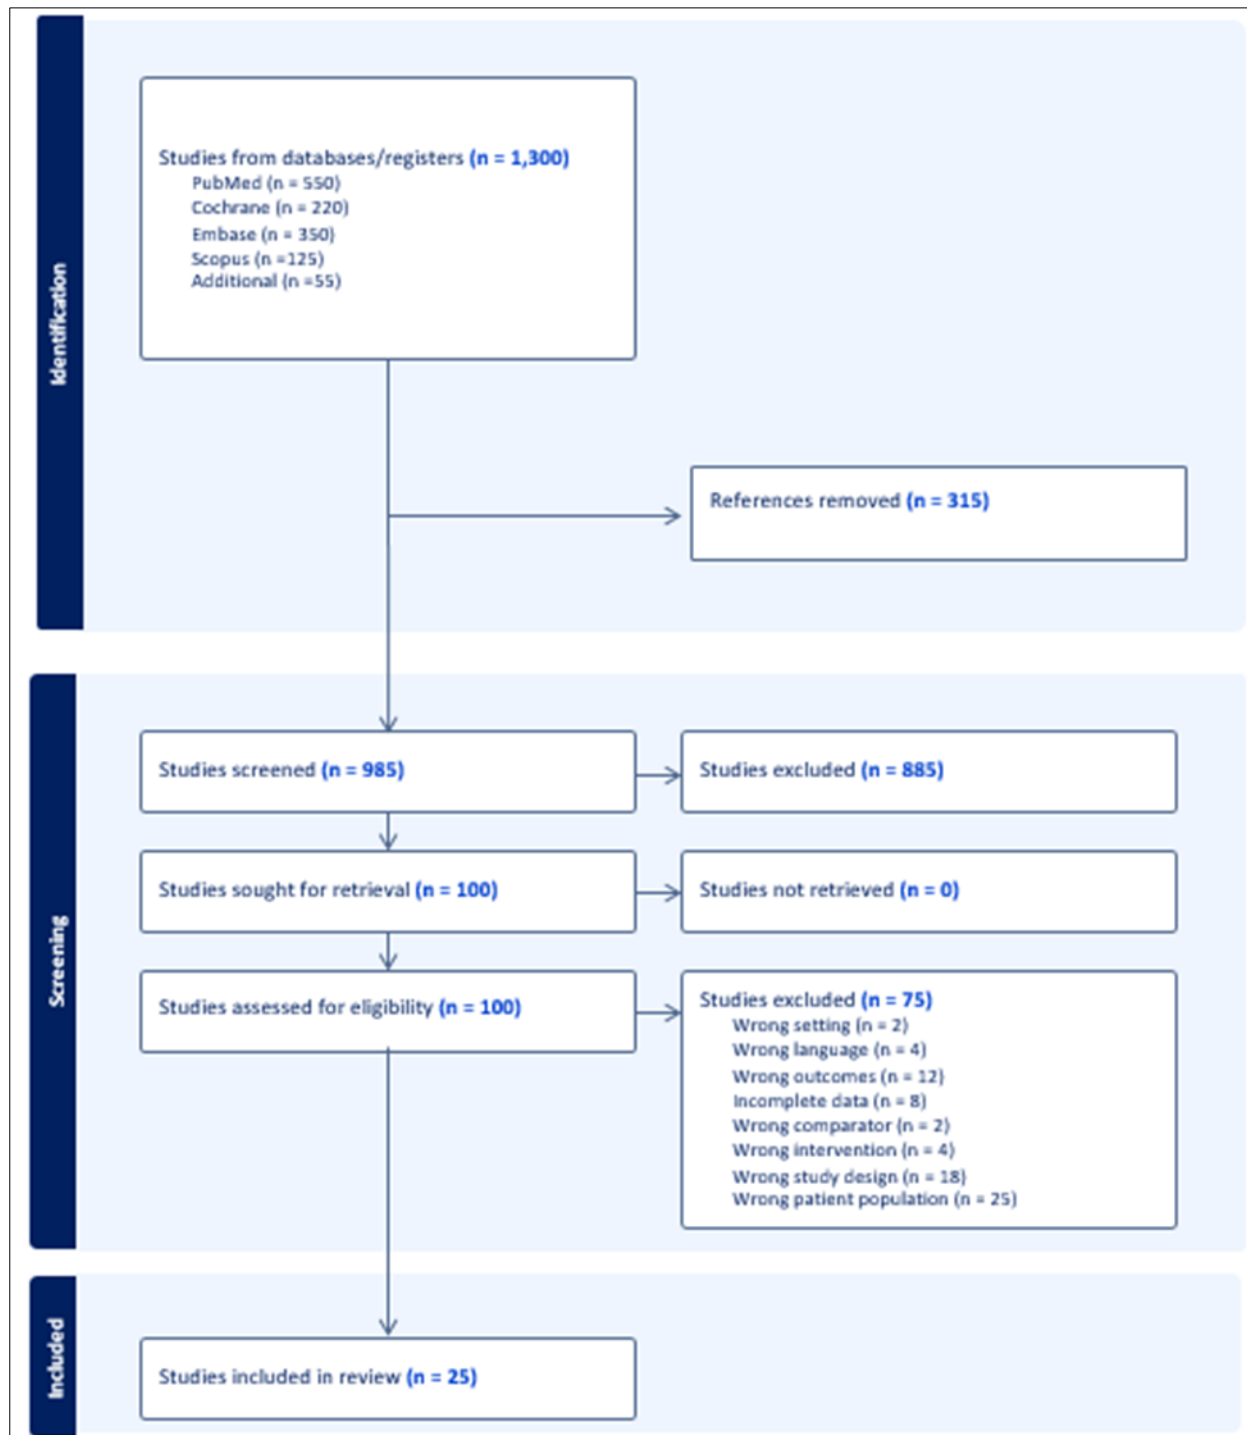 Identification
Studies from databases/registers (n = 1,300)
PubMed (n = 550)
Cochrane (n = 220)
Embase (n = 350)
Scopus (n =125)
Additional (n =55)
References removed (n = 315)
Screening
Studies screened (n = 985)
Studies excluded (n = 885)
Studies sought for retrieval (n = 100)
Studies not retrieved (n = 0)
Studies assessed for eligibility (n = 100)
Studies excluded (n = 75)
Wrong setting (n = 2)
Wrong language (n = 4)
Wrong outcomes (n = 12)
Incomplete data (n = 8)
Wrong comparator (n = 2)
Wrong intervention (n = 4)
Wrong study design (n = 18)
Wrong patient population (n = 25)
Included
Studies included in review (n = 25)